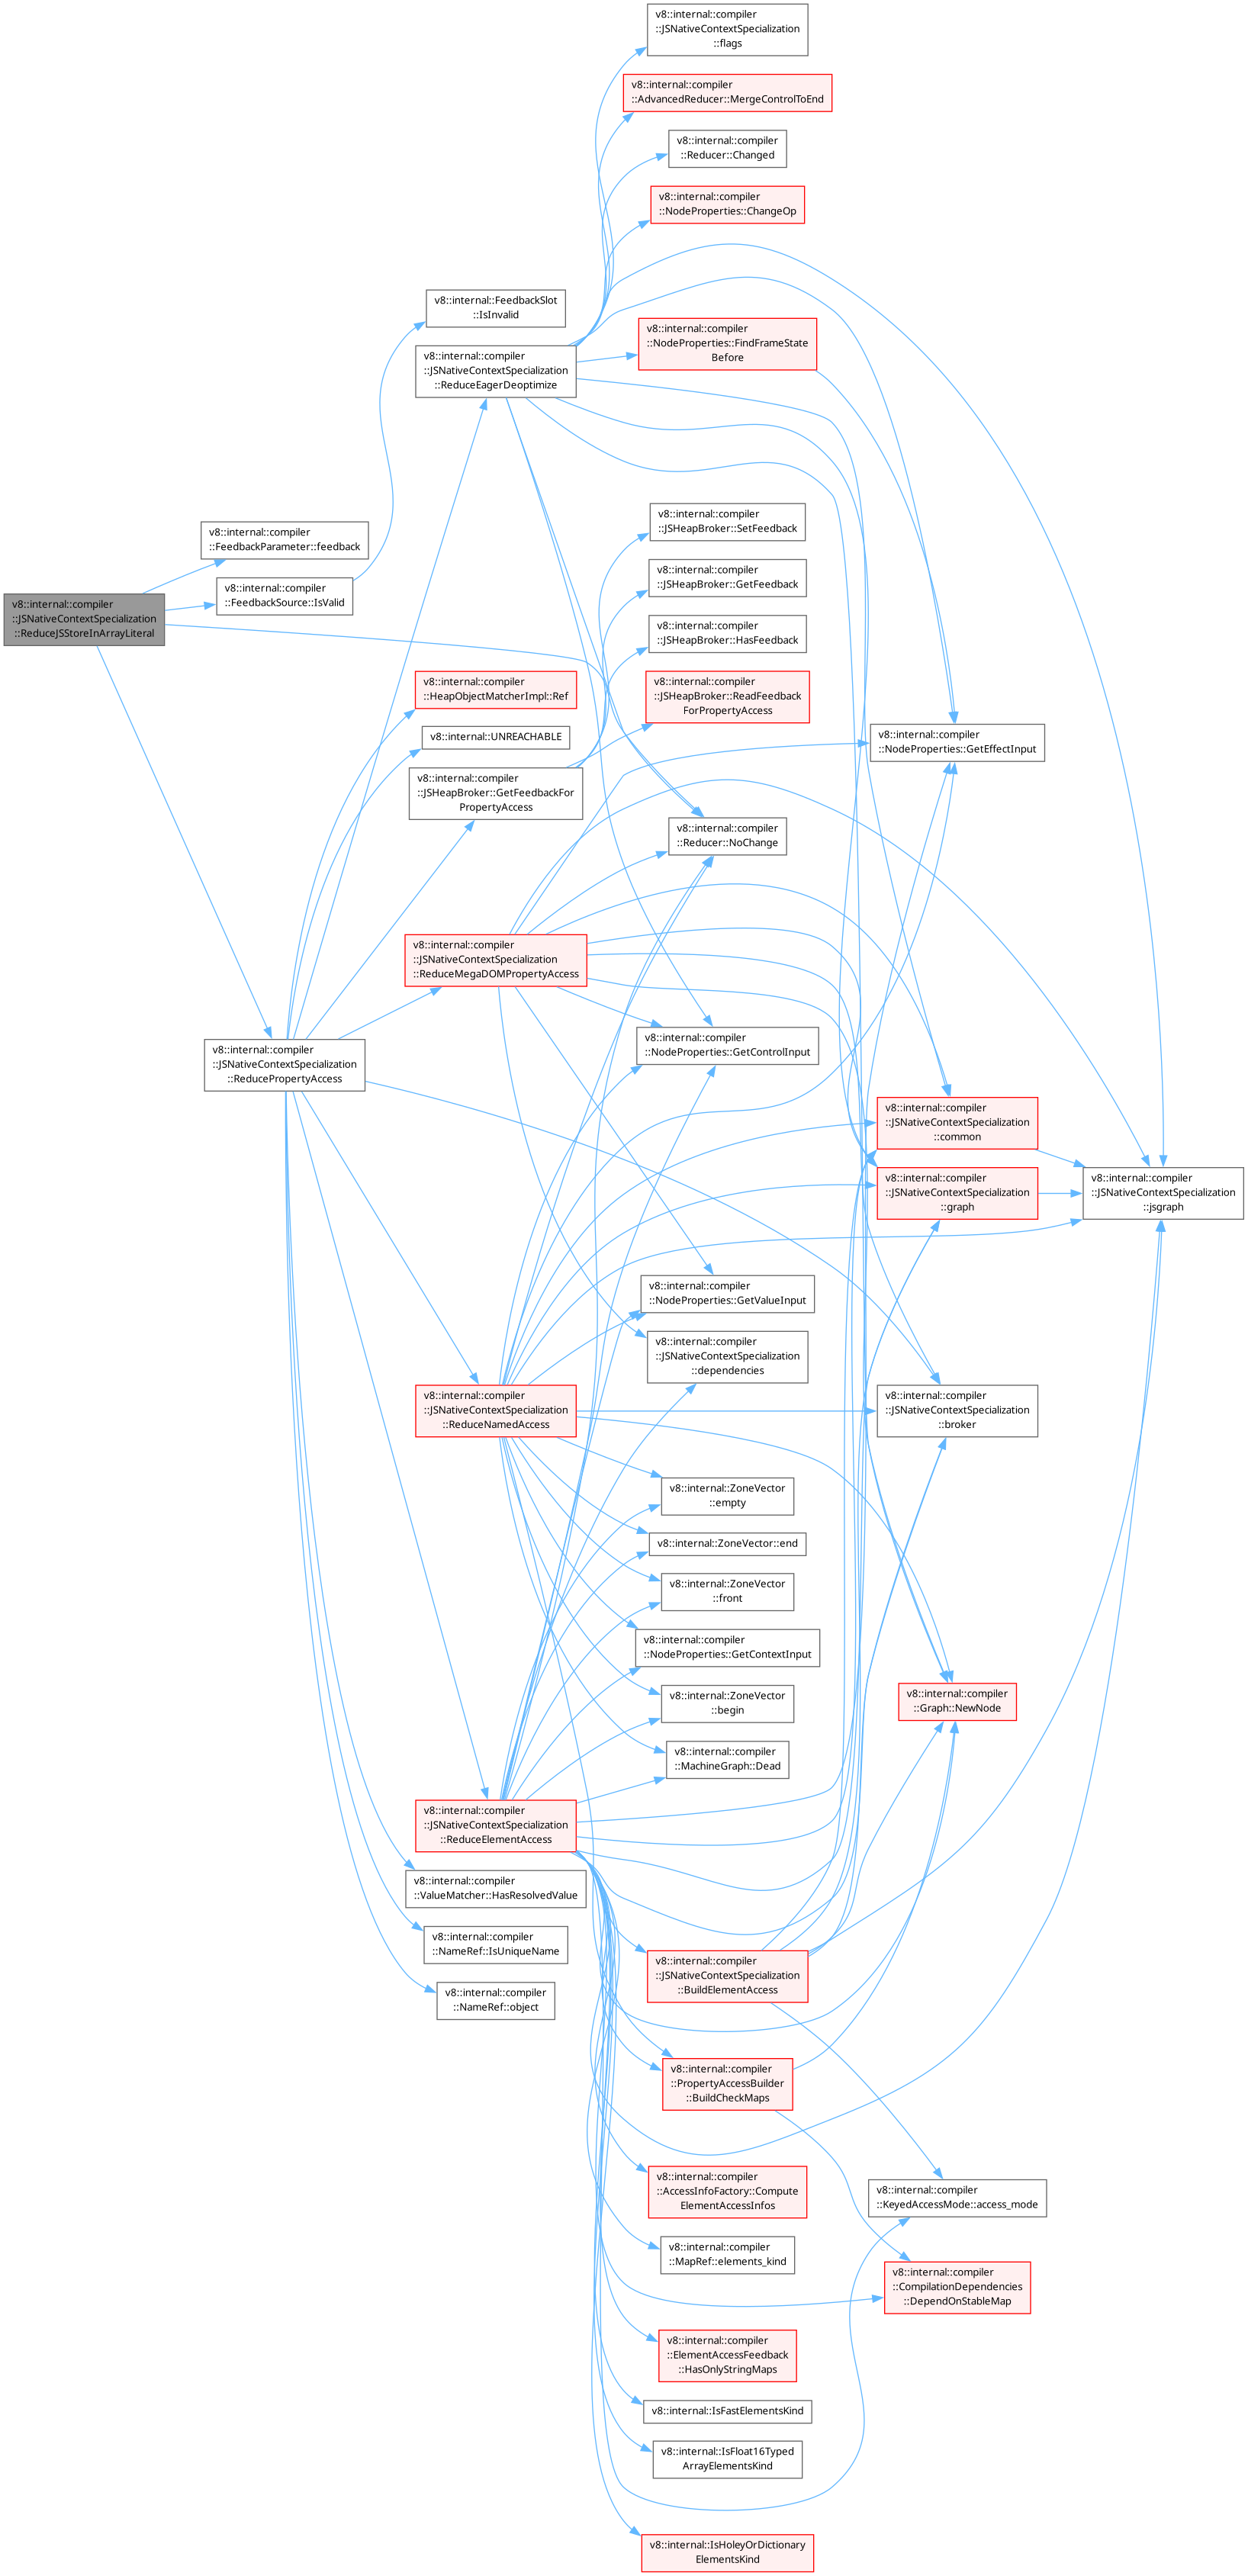 v8::internal::compiler
::JSNativeContextSpecialization
::flags
v8::internal::compiler
::AdvancedReducer::MergeControlToEnd
v8::internal::compiler
::Reducer::Changed
v8::internal::compiler
::NodeProperties::ChangeOp
v8::internal::FeedbackSlot
::IsInvalid
v8::internal::compiler
::JSNativeContextSpecialization
::ReduceEagerDeoptimize
v8::internal::compiler
::NodeProperties::FindFrameState
Before
v8::internal::compiler
::FeedbackParameter::feedback
v8::internal::compiler
::FeedbackSource::IsValid
v8::internal::compiler
::JSNativeContextSpecialization
::ReduceJSStoreInArrayLiteral
v8::internal::compiler
::JSHeapBroker::SetFeedback
v8::internal::compiler
::JSHeapBroker::GetFeedback
v8::internal::compiler
::JSHeapBroker::HasFeedback
v8::internal::compiler
::HeapObjectMatcherImpl::Ref
v8::internal::compiler
::JSHeapBroker::ReadFeedback
ForPropertyAccess
v8::internal::UNREACHABLE
v8::internal::compiler
::NodeProperties::GetEffectInput
v8::internal::compiler
::JSHeapBroker::GetFeedbackFor
PropertyAccess
v8::internal::compiler
::Reducer::NoChange
v8::internal::compiler
::JSNativeContextSpecialization
::ReduceMegaDOMPropertyAccess
v8::internal::compiler
::NodeProperties::GetControlInput
v8::internal::compiler
::JSNativeContextSpecialization
::ReducePropertyAccess
v8::internal::compiler
::JSNativeContextSpecialization
::common
v8::internal::compiler
::JSNativeContextSpecialization
::graph
v8::internal::compiler
::JSNativeContextSpecialization
::jsgraph
v8::internal::compiler
::NodeProperties::GetValueInput
v8::internal::compiler
::JSNativeContextSpecialization
::dependencies
v8::internal::compiler
::JSNativeContextSpecialization
::ReduceNamedAccess
v8::internal::compiler
::JSNativeContextSpecialization
::broker
v8::internal::ZoneVector
::empty
v8::internal::ZoneVector::end
v8::internal::ZoneVector
::front
v8::internal::compiler
::NodeProperties::GetContextInput
v8::internal::ZoneVector
::begin
v8::internal::compiler
::Graph::NewNode
v8::internal::compiler
::MachineGraph::Dead
v8::internal::compiler
::JSNativeContextSpecialization
::ReduceElementAccess
v8::internal::compiler
::ValueMatcher::HasResolvedValue
v8::internal::compiler
::NameRef::IsUniqueName
v8::internal::compiler
::JSNativeContextSpecialization
::BuildElementAccess
v8::internal::compiler
::NameRef::object
v8::internal::compiler
::PropertyAccessBuilder
::BuildCheckMaps
v8::internal::compiler
::AccessInfoFactory::Compute
ElementAccessInfos
v8::internal::compiler
::KeyedAccessMode::access_mode
v8::internal::compiler
::MapRef::elements_kind
v8::internal::compiler
::CompilationDependencies
::DependOnStableMap
v8::internal::compiler
::ElementAccessFeedback
::HasOnlyStringMaps
v8::internal::IsFastElementsKind
v8::internal::IsFloat16Typed
ArrayElementsKind
v8::internal::IsHoleyOrDictionary
ElementsKind